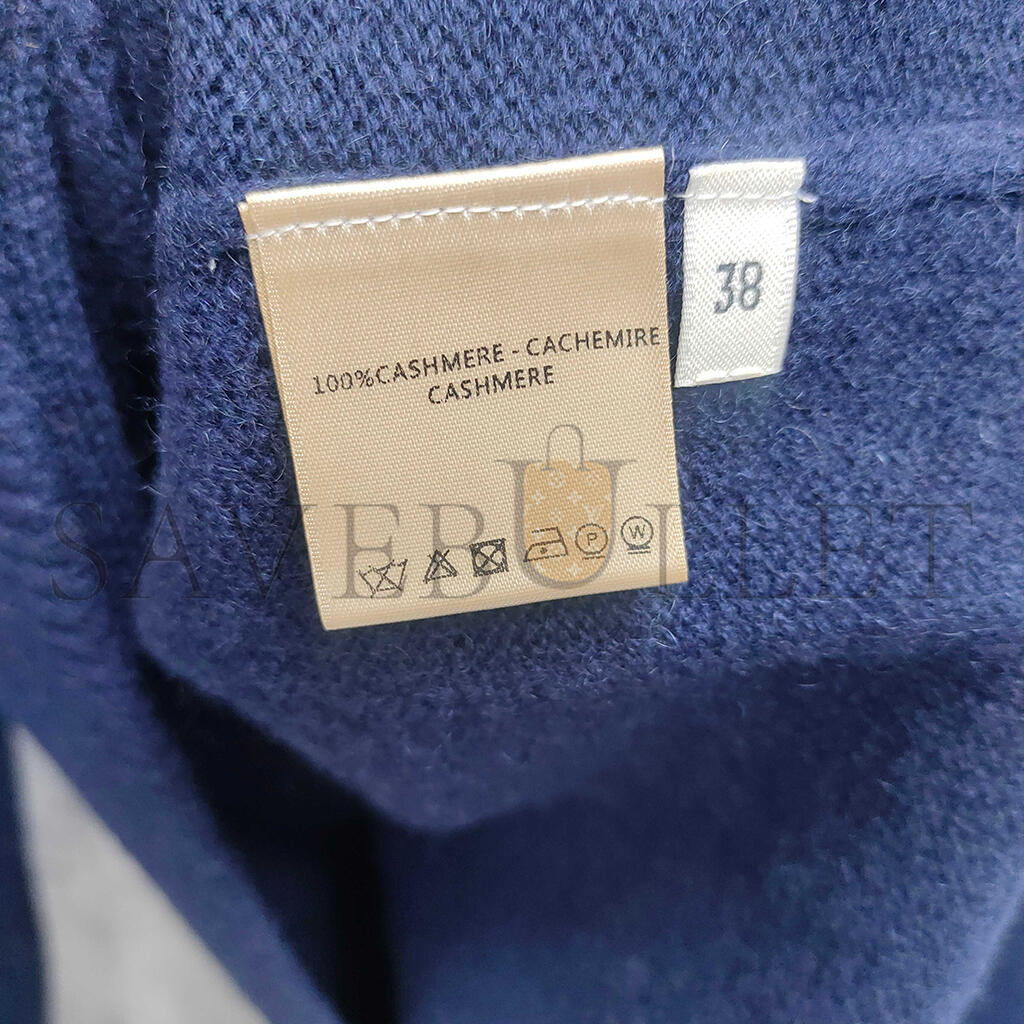 100%CASHMERE - CACHEMIRE
CASHMERE
38
P
W
SAVEBULLET